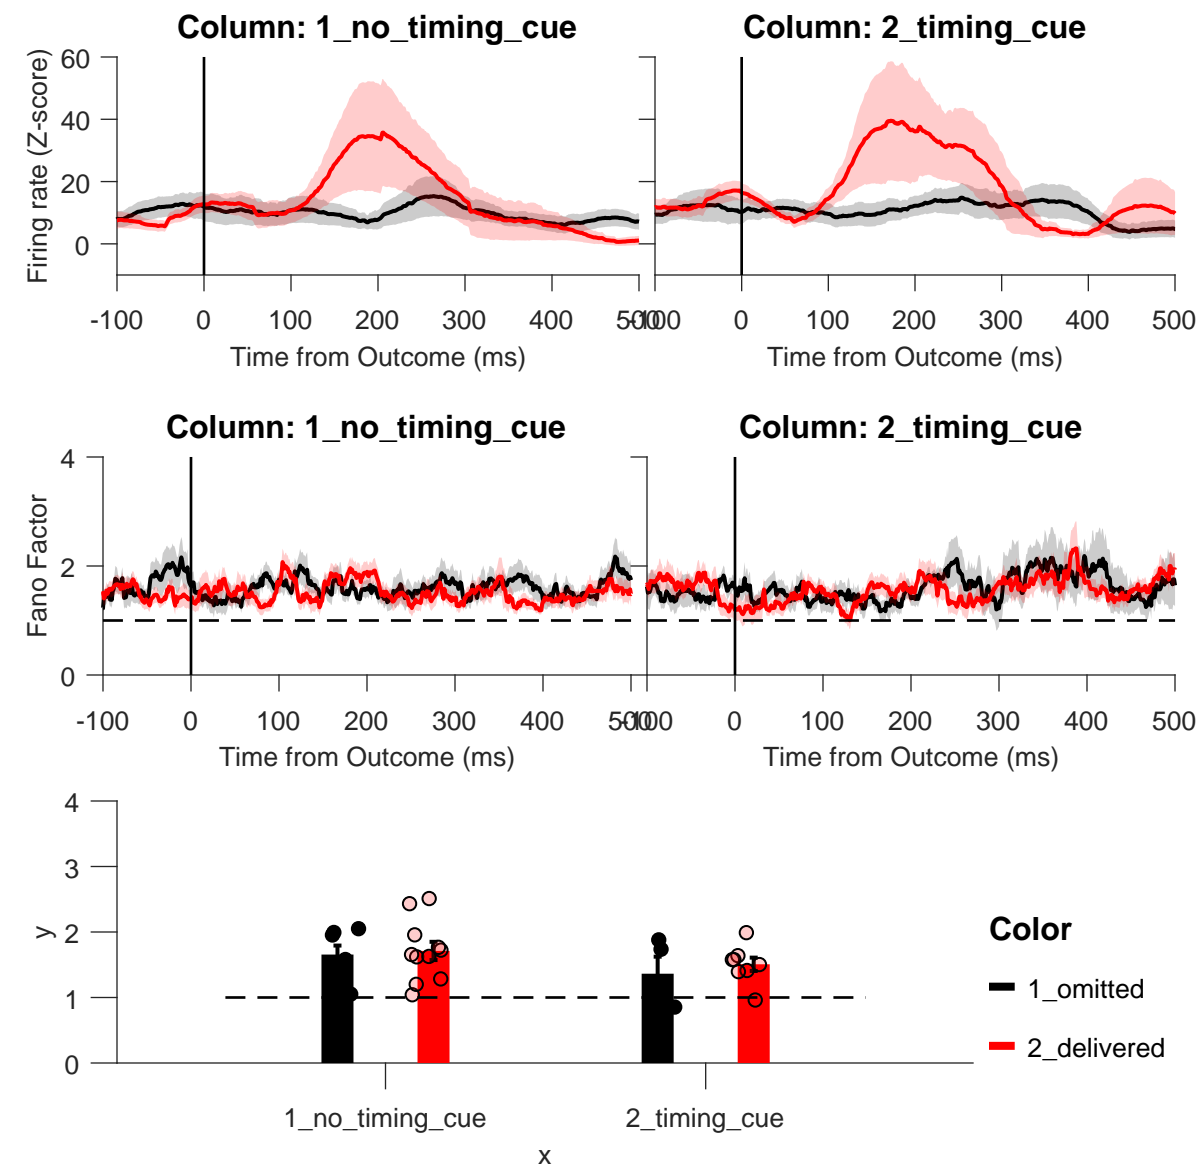 Column: 1_no_timing_cue Column: 2_timing_cue
Firing rate (Z-score)
60
40
20
0
-100 0 100 200 300 400 500
-100 0 100 200 300 400 500
Time from Outcome (ms) Time from Outcome (ms)
Column: 1_no_timing_cue Column: 2_timing_cue
Fano Factor
4
2
0
-100 0 100 200 300 400 500
-100 0 100 200 300 400 500
Time from Outcome (ms) Time from Outcome (ms)
y
4
3
2
1
0
1_no_timing_cue 2_timing_cue
x
Color
1_omitted
2_delivered